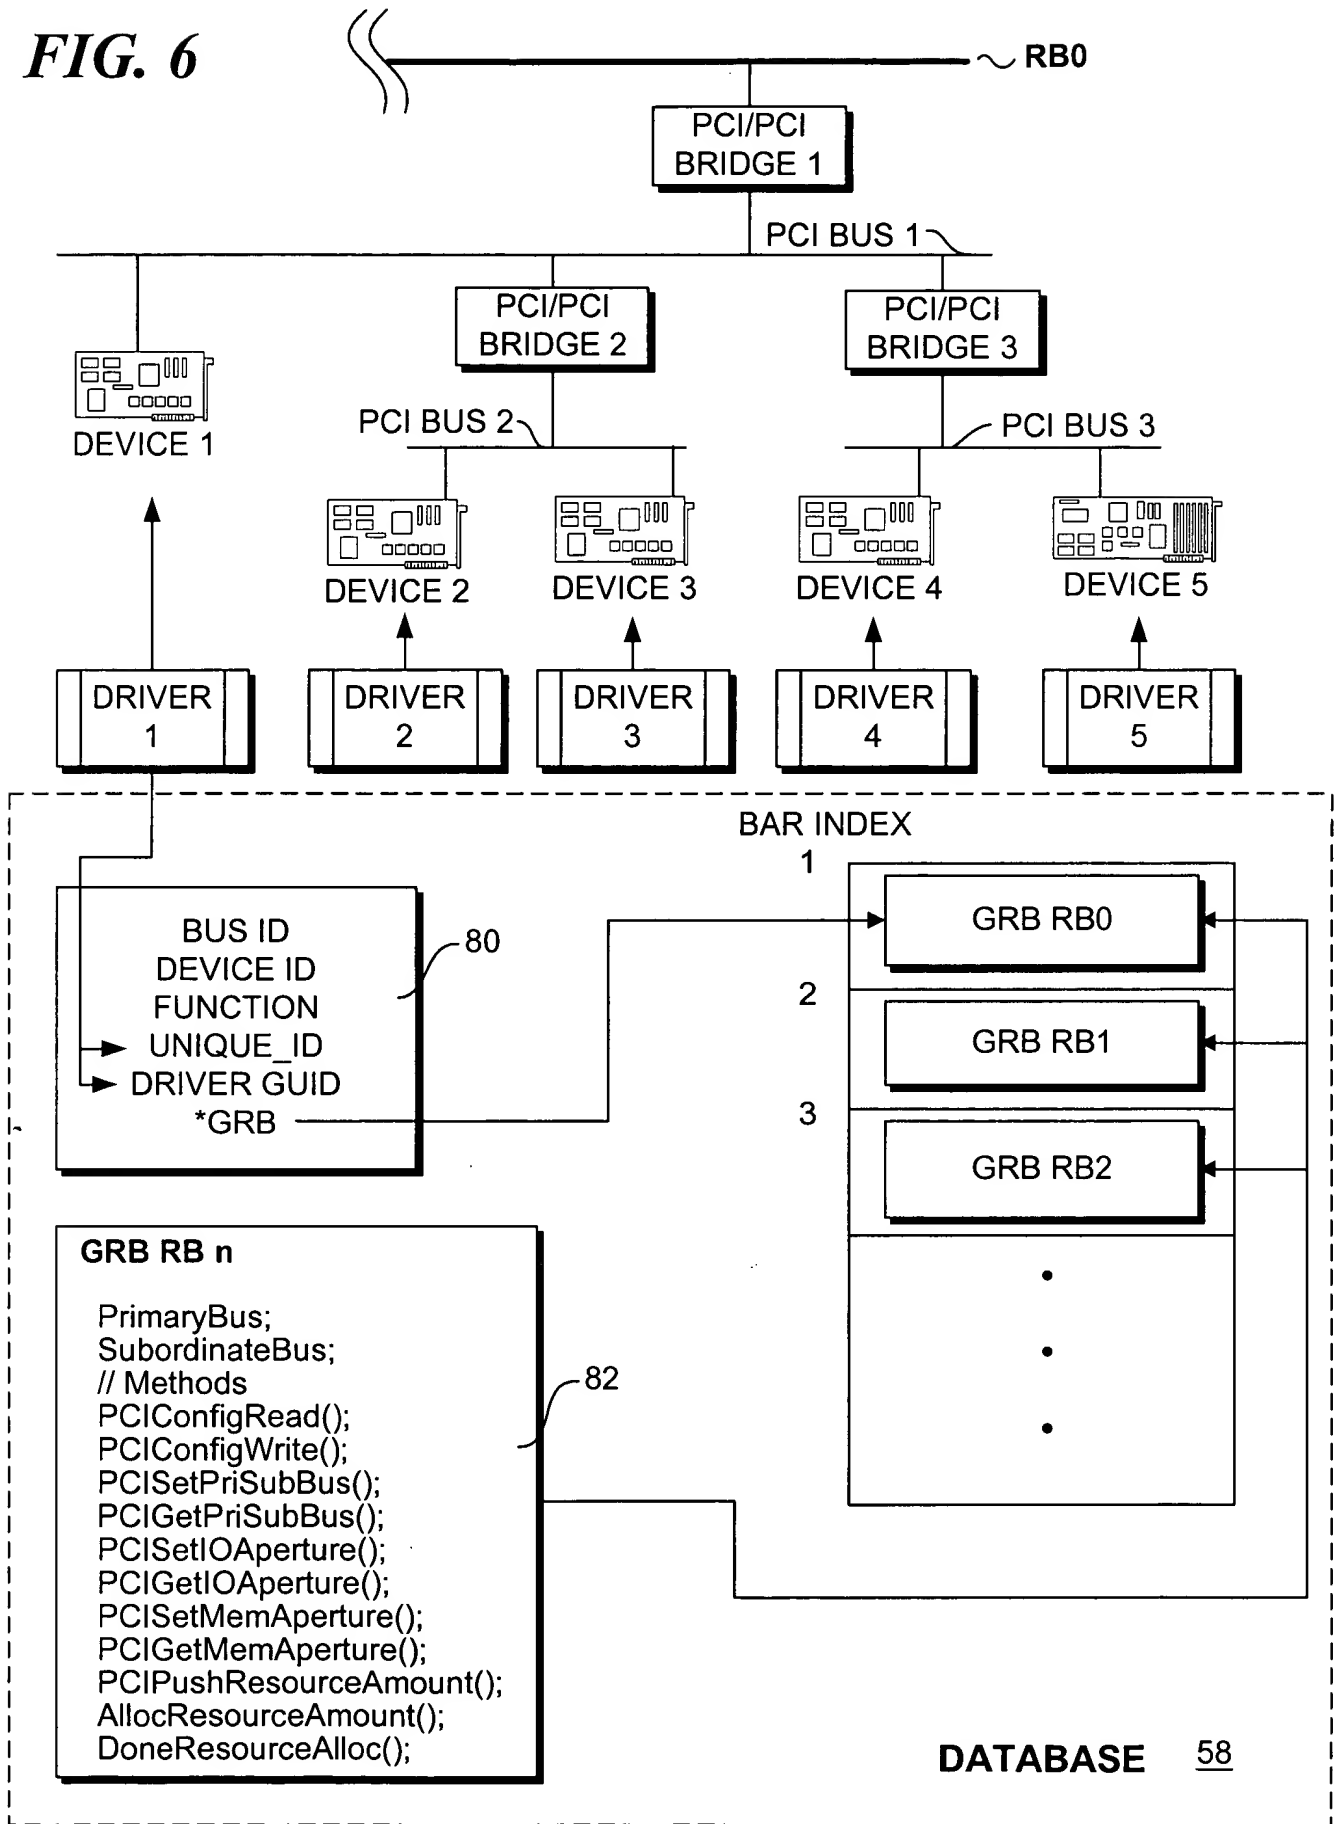 FIG. 6
RB0
PCI/PCI
BRIDGE 1
PCI BUS 1
PCI/PCI
BRIDGE 2
PCI/PCI
BRIDGE 3
DEVICE 1
PCI BUS 2
PCI BUS 3
DEVICE 2
DEVICE 3
DEVICE 4
DEVICE 5
DRIVER
1
DRIVER
2
DRIVER
3
DRIVER
4
DRIVER
5
BAR INDEX
1
GRB RB0
2
GRB RB1
3
GRB RB2
BUS ID
DEVICE ID
FUNCTION
UNIQUE_ID
DRIVER GUID
*GRB
80
GRB RB n
PrimaryBus;
SubordinateBus;
// Methods
PCIConfigRead();
PCIConfigWrite();
PCISetPriSubBus();
PCIGetPriSubBus();
PCISetIOAperture();
PCIGetIOAperture();
PCISetMemAperture();
PCIGetMemAperture();
PCIPushResourceAmount();
AllocResourceAmount();
DoneResourceAlloc();
82
DATABASE 58